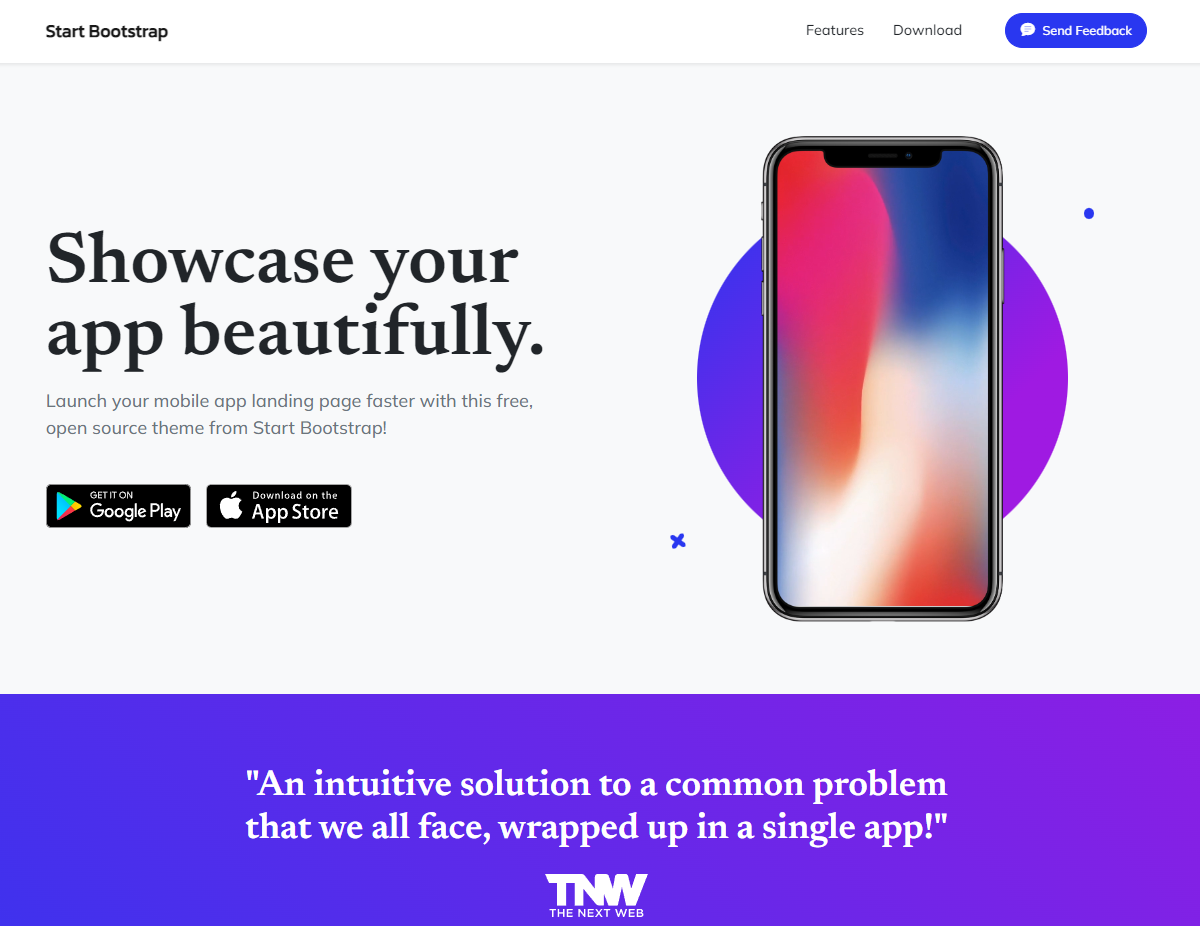 Start Bootstrap
Features
Download
Send Feedback
Showcase your
app beautifully.
Launch your mobile app landing page faster with this free,
open source theme from Start Bootstrap!
GET IT ON
Google Play
Download on the
App Store
"An intuitive solution to a common problem
that we all face, wrapped up in a single app!"
TNW
THE NEXT WEB